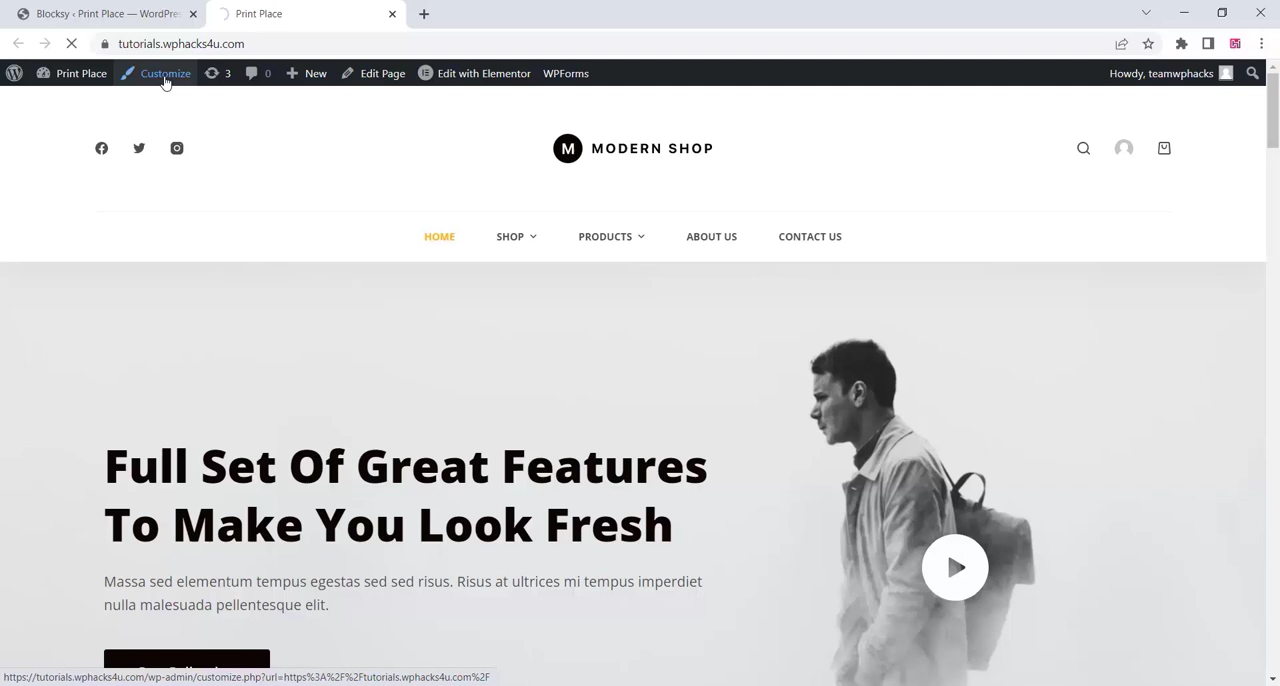 Blocksy ‹ Print Place — WordPres
Print Place
tutorials.wphacks4u.com
Print Place
Customize
3
0
New
Edit Page
Edit with Elementor
WPForms
Howdy, teamwphacks
M MODERN SHOP
HOME
SHOP
PRODUCTS
ABOUT US
CONTACT US
Full Set Of Great Features
To Make You Look Fresh
Massa sed elementum tempus egestas sed sed risus. Risus at ultrices mi tempus imperdiet
nulla malesuada pellentesque elit.
https://tutorials.wphacks4u.com/wp-admin/customize.php?url=https%3A%2F%2Ftutorials.wphacks4u.com%2F